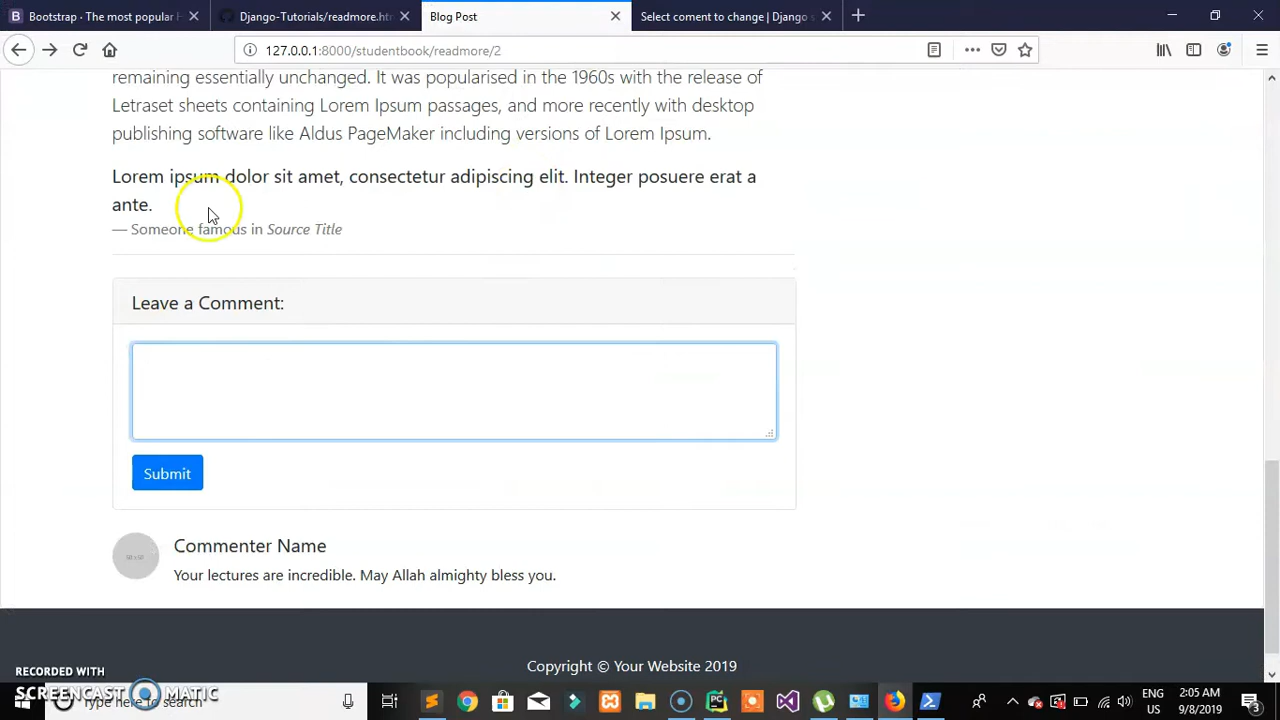 Bootstrap · The most popular H
Django-Tutorials/readmore.htm
Blog Post
Select coment to change | Django s
127.0.0.1:8000/studentbook/readmore/2
remaining essentially unchanged. It was popularised in the 1960s with the release of
Letraset sheets containing Lorem Ipsum passages, and more recently with desktop
publishing software like Aldus PageMaker including versions of Lorem Ipsum.
Lorem ipsum dolor sit amet, consectetur adipiscing elit. Integer posuere erat a
ante.
— Someone famous in Source Title
Leave a Comment:
Submit
Commenter Name
Your lectures are incredible. May Allah almighty bless you.
Copyright © Your Website 2019
RECORDED WITH
SCREENCAST MATIC
Type here to search
ENG
US
2:05 AM
9/8/2019
3